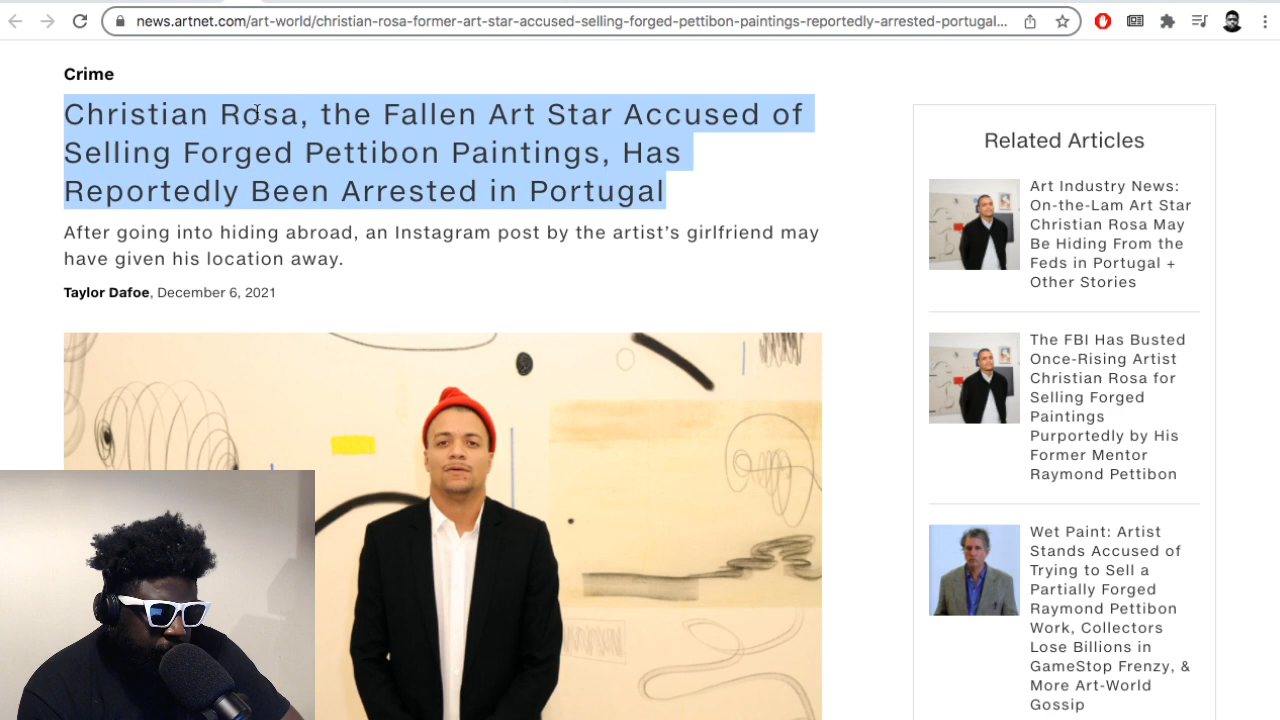 news.artnet.com/art-world/christian-rosa-former-art-star-accused-selling-forged-pettibon-paintings-reportedly-arrested-portugal...
Crime
Christian Rosa, the Fallen Art Star Accused of
Selling Forged Pettibon Paintings, Has
Reportedly Been Arrested in Portugal
After going into hiding abroad, an Instagram post by the artist's girlfriend may
have given his location away.
Taylor Dafoe, December 6, 2021
Related Articles
Art Industry News:
On-the-Lam Art Star
Christian Rosa May
Be Hiding From the
Feds in Portugal +
Other Stories
The FBI Has Busted
Once-Rising Artist
Christian Rosa for
Selling Forged
Paintings
Purportedly by His
Former Mentor
Raymond Pettibon
Wet Paint: Artist
Stands Accused of
Trying to Sell a
Partially Forged
Raymond Pettibon
Work, Collectors
Lose Billions in
GameStop Frenzy, &
More Art-World
Gossip